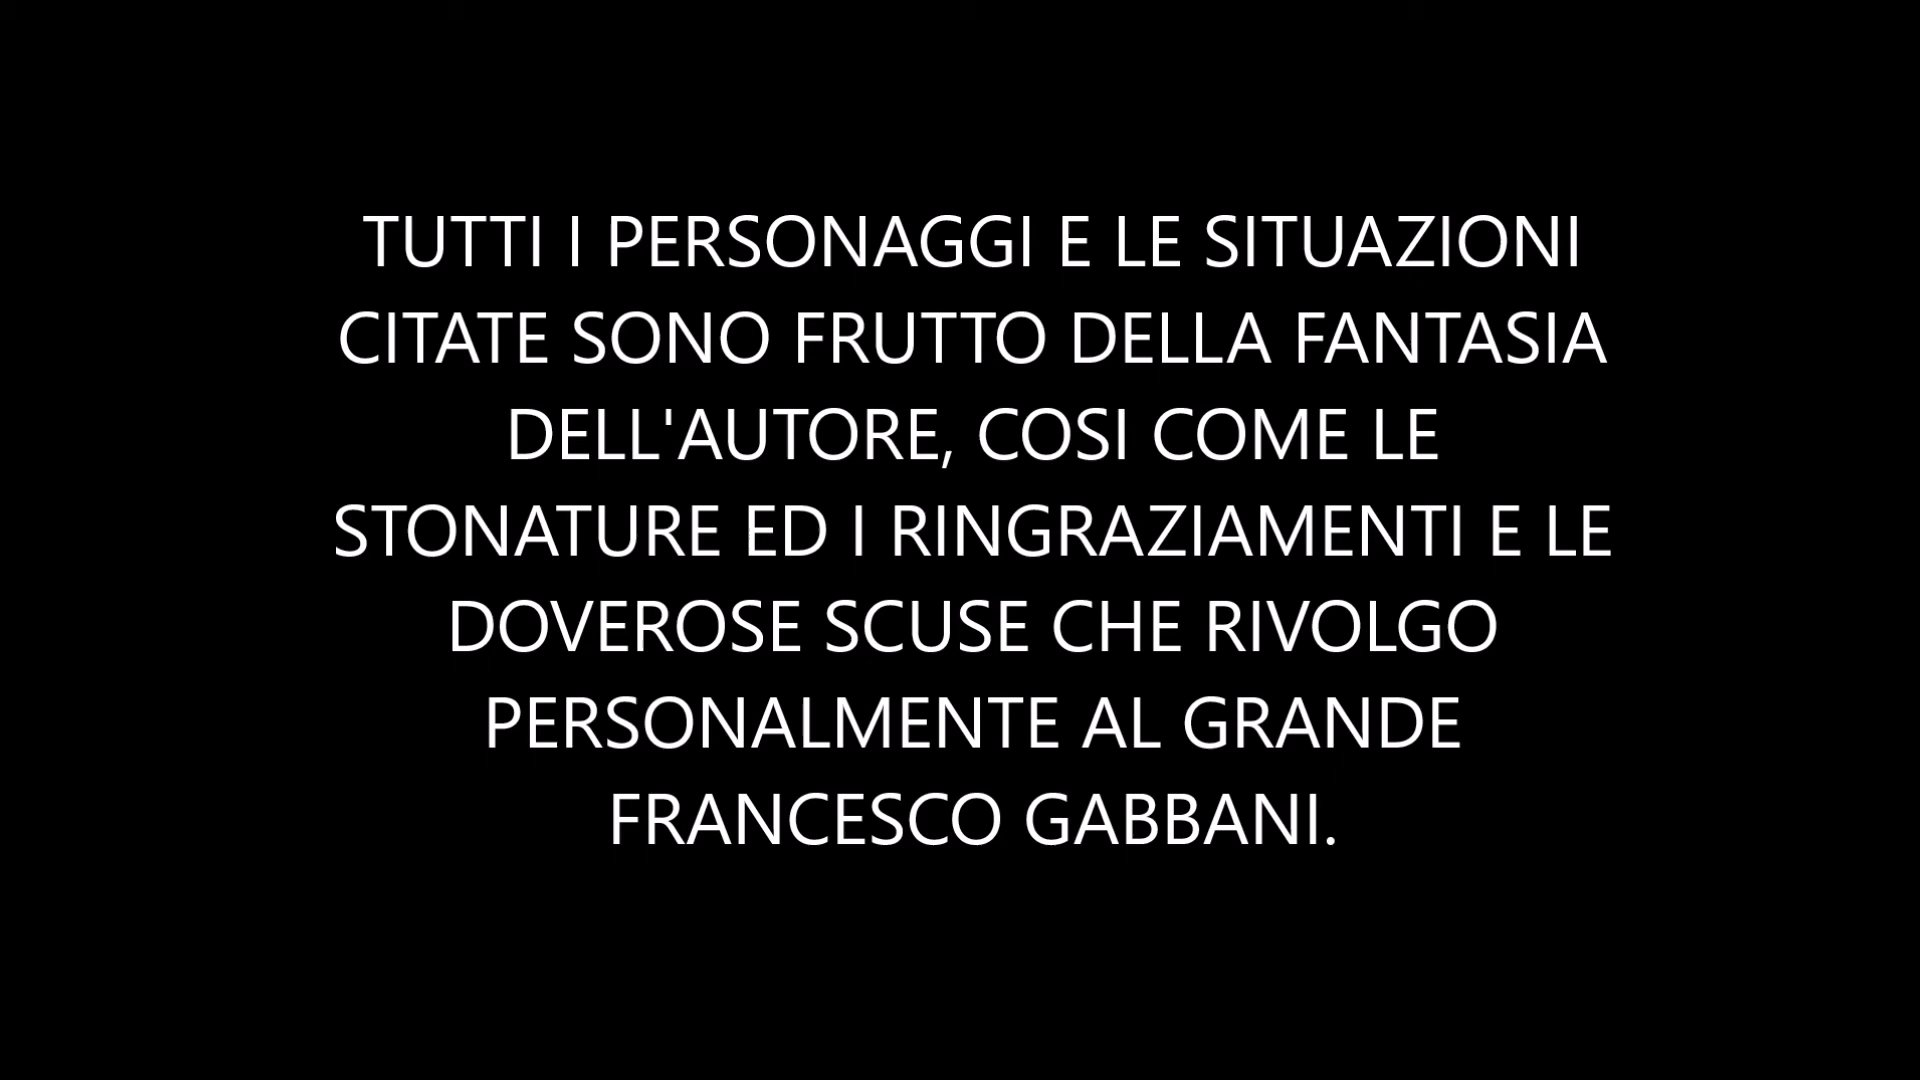 TUTTI I PERSONAGGI E LE SITUAZIONI
CITATE SONO FRUTTO DELLA FANTASIA
DELL'AUTORE, COSI COME LE
STONATURE ED I RINGRAZIAMENTI E LE
DOVEROSE SCUSE CHE RIVOLGO
PERSONALMENTE AL GRANDE
FRANCESCO GABBANI.